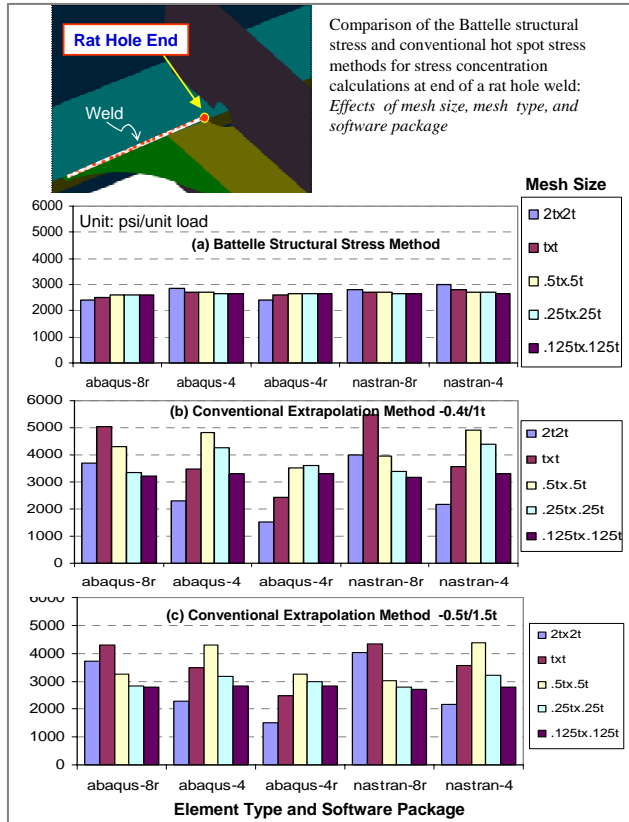 Rat Hole End
Weld
Comparison of the Battelle structural
stress and conventional hot spot stress
methods for stress concentration
calculations at end of a rat hole weld:
Effects of mesh size, mesh type, and
software package
Mesh Size
6000
5000
4000
3000
2000
1000
0
Unit: psi/unit load
(a) Battelle Structural Stress Method
abaqus-8r
abaqus-4
abaqus-4r
nastran-8r
nastran-4
2tx2t
txt
.5tx.5t
.25tx.25t
.125tx.125t
6000
5000
4000
3000
2000
1000
0
(b) Conventional Extrapolation Method -0.4t/1t
abaqus-8r
abaqus-4
abaqus-4r
nastran-8r
nastran-4
2t2t
txt
.5tx.5t
.25tx.25t
.125tx.125t
6000
5000
4000
3000
2000
1000
0
(c) Conventional Extrapolation Method -0.5t/1.5t
abaqus-8r
abaqus-4
abaqus-4r
nastran-8r
nastran-4
2tx2t
txt
.5tx.5t
.25tx.25t
.125tx.125t
Element Type and Software Package